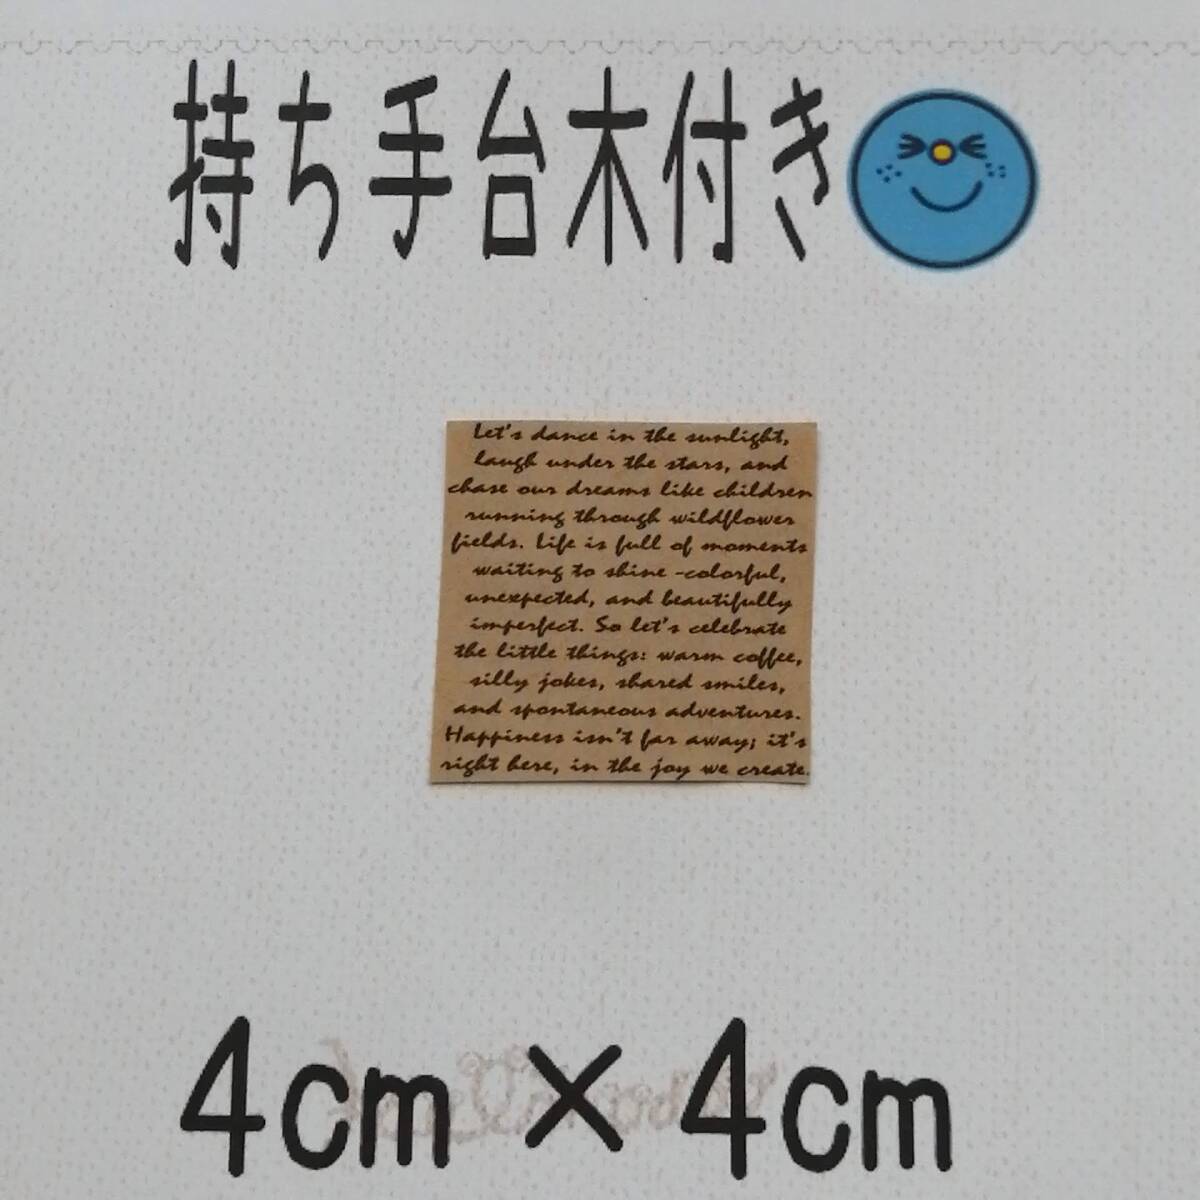 持ち手台木付き
Let's dance in the sunlight,
laugh under the stars, and
chase our dreams like children
running through wildflower
fields. Life is full of moments
waiting to shine -colorful,
unexpected, and beautifully
imperfect. So let's celebrate
the little things: warm coffee,
silly jokes, shared smiles,
and spontaneous adventures.
Happiness isn't far away; it's
right here, in the joy we create.
4cm×4cm